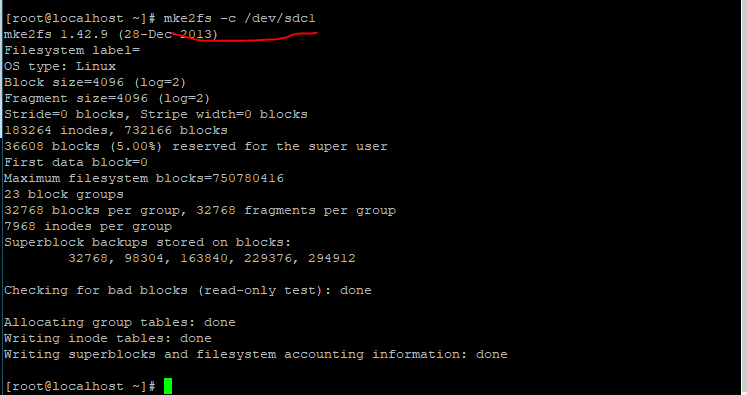 [root@localhost ~]# mke2fs -c /dev/sdc1
mke2fs 1.42.9 (28-Dec-2013)
Filesystem label=
OS type: Linux
Block size=4096 (log=2)
Fragment size=4096 (log=2)
Stride=0 blocks, Stripe width=0 blocks
183264 inodes, 732166 blocks
36608 blocks (5.00%) reserved for the super user
First data block=0
Maximum filesystem blocks=750780416
23 block groups
32768 blocks per group, 32768 fragments per group
7968 inodes per group
Superblock backups stored on blocks:
        32768, 98304, 163840, 229376, 294912

Checking for bad blocks (read-only test): done

Allocating group tables: done
Writing inode tables: done
Writing superblocks and filesystem accounting information: done

[root@localhost ~]#